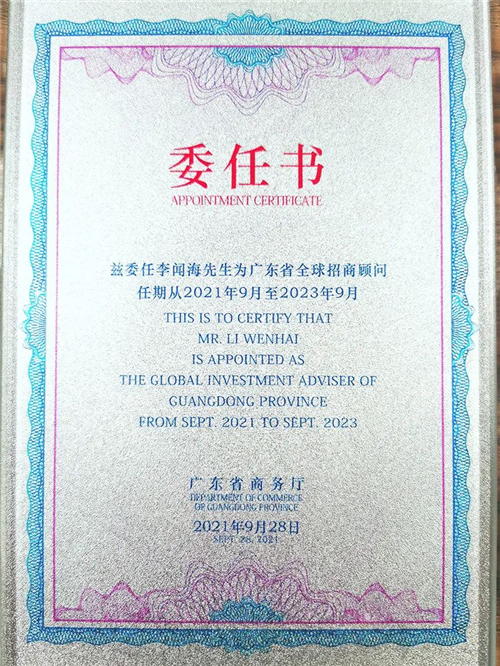 委任书
APPOINTMENT CERTIFICATE
兹委任李闻海先生为广东省全球招商顾问
任期从2021年9月至2023年9月
THIS IS TO CERTIFY THAT
MR. LI WENHAI
IS APPOINTED AS
THE GLOBAL INVESTMENT ADVISER OF
GUANGDONG PROVINCE
FROM SEPT. 2021 TO SEPT. 2023
广东省商务厅
DEPARTMENT OF COMMERCE
OF GUANGDONG PROVINCE
2021年9月28日
SEPT. 28, 2021